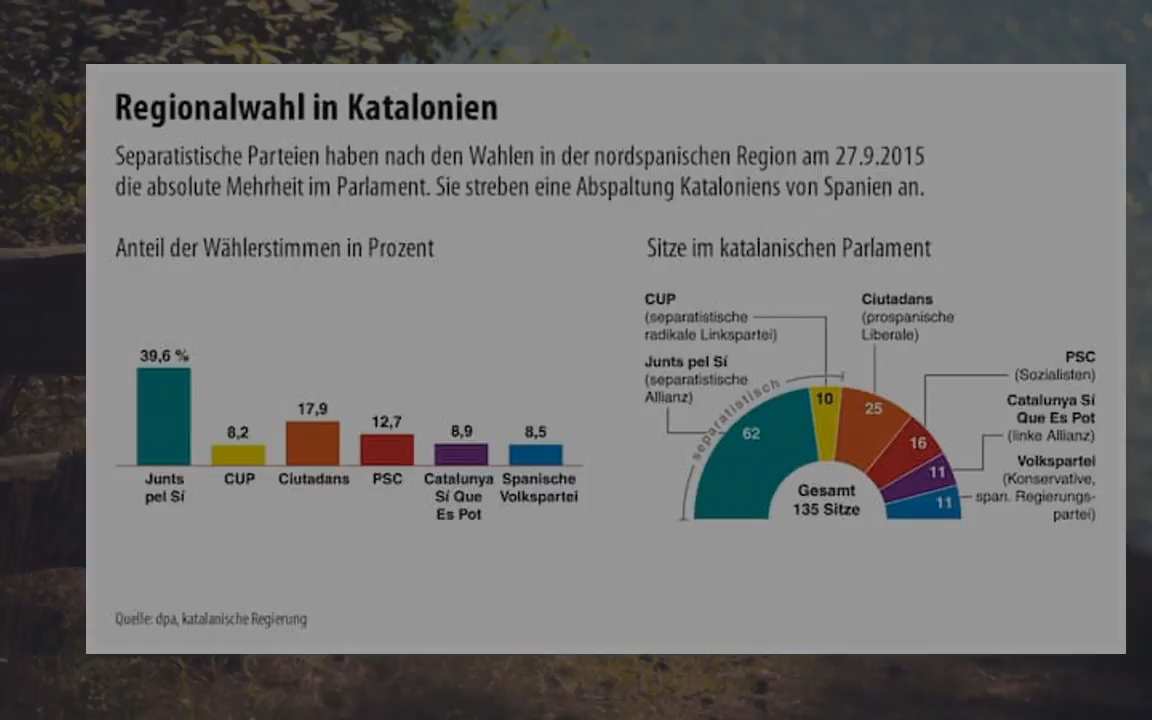 Regionalwahl in Katalonien
Separatistische Parteien haben nach den Wahlen in der nordspanischen Region am 27.9.2015
die absolute Mehrheit im Parlament. Sie streben eine Abspaltung Kataloniens von Spanien an.
Anteil der Wählerstimmen in Prozent
39,6 %
8,2
17,9
12,7
8,9
8,5
Junts
pel Sí
CUP
Ciutadans
PSC
Catalunya
Sí Que
Es Pot
Spanische
Volkspartei
Sitze im katalanischen Parlament
CUP
(separatistische
radikale Linkspartei)
Junts pel Sí
(separatistische
Allianz)
separatistisch
Ciutadans
(prospanische
Liberale)
PSC
(Sozialisten)
Catalunya Sí
Que Es Pot
(linke Allianz)
Volkspartei
(Konservative,
span. Regierungs-
partei)
62
10
25
16
11
11
Gesamt
135 Sitze
Quelle: dpa, katalanische Regierung